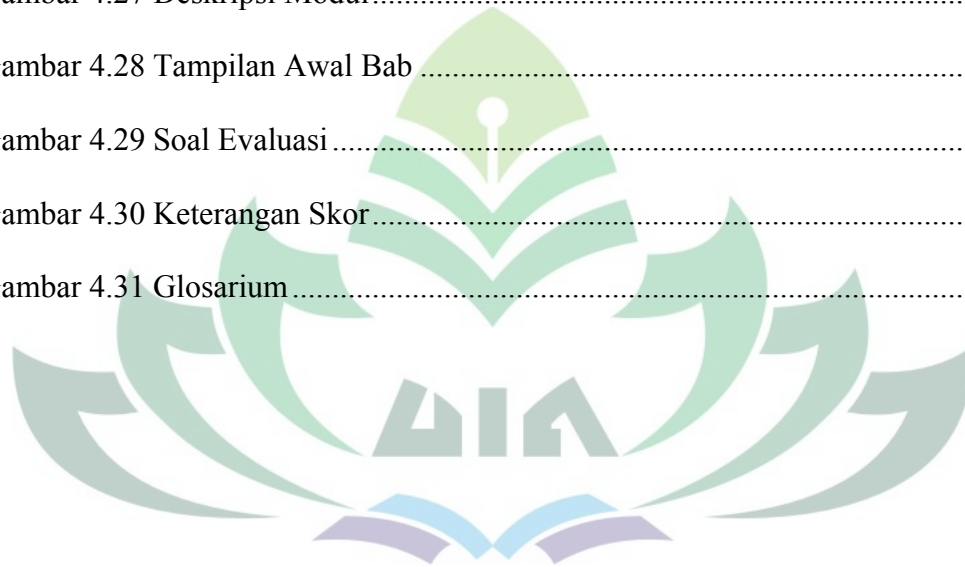 ambar 4.27 Deskripsi Modul....................................................................................
ambar 4.28 Tampilan Awal Bab ..............................................................................
ambar 4.29 Soal Evaluasi..........................................................................................
ambar 4.30 Keterangan Skor....................................................................................
ambar 4.31 Glosarium...............................................................................................
UIN